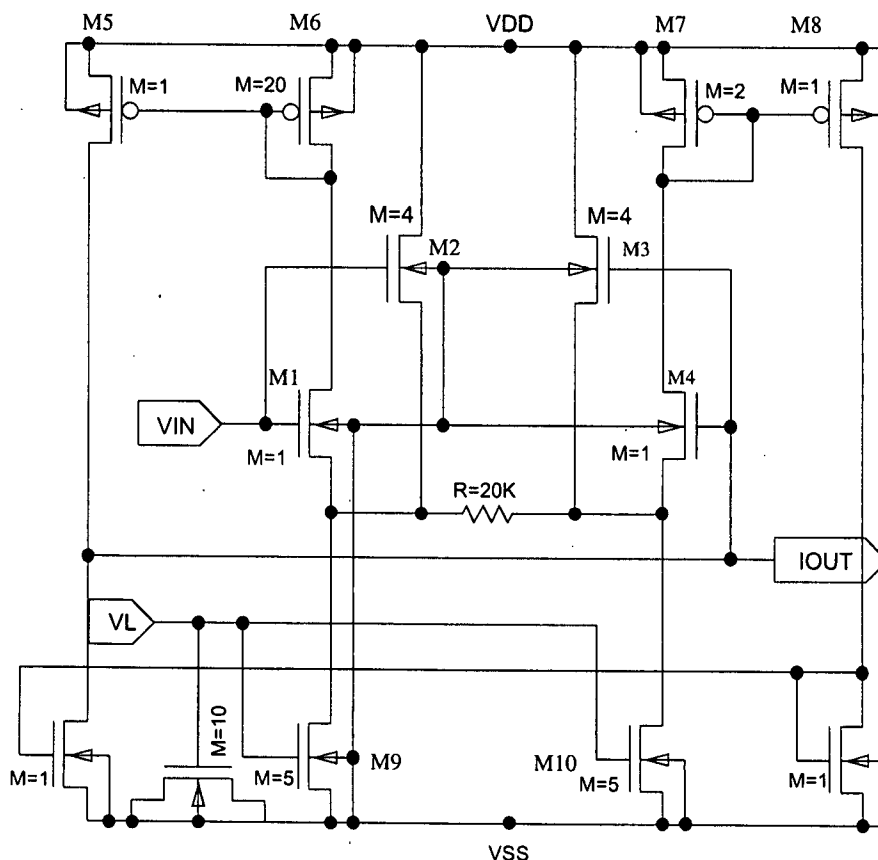 M5 M6 VDD M7 M8
M=1 M=20 M=2 M=1
M=4 M=4
M2 M3
M1 M4
VIN
M=1 M=1
R=20K
IOUT
VL
M=10
M=1 M=5 M9 M10 M=5 M=1
VSS